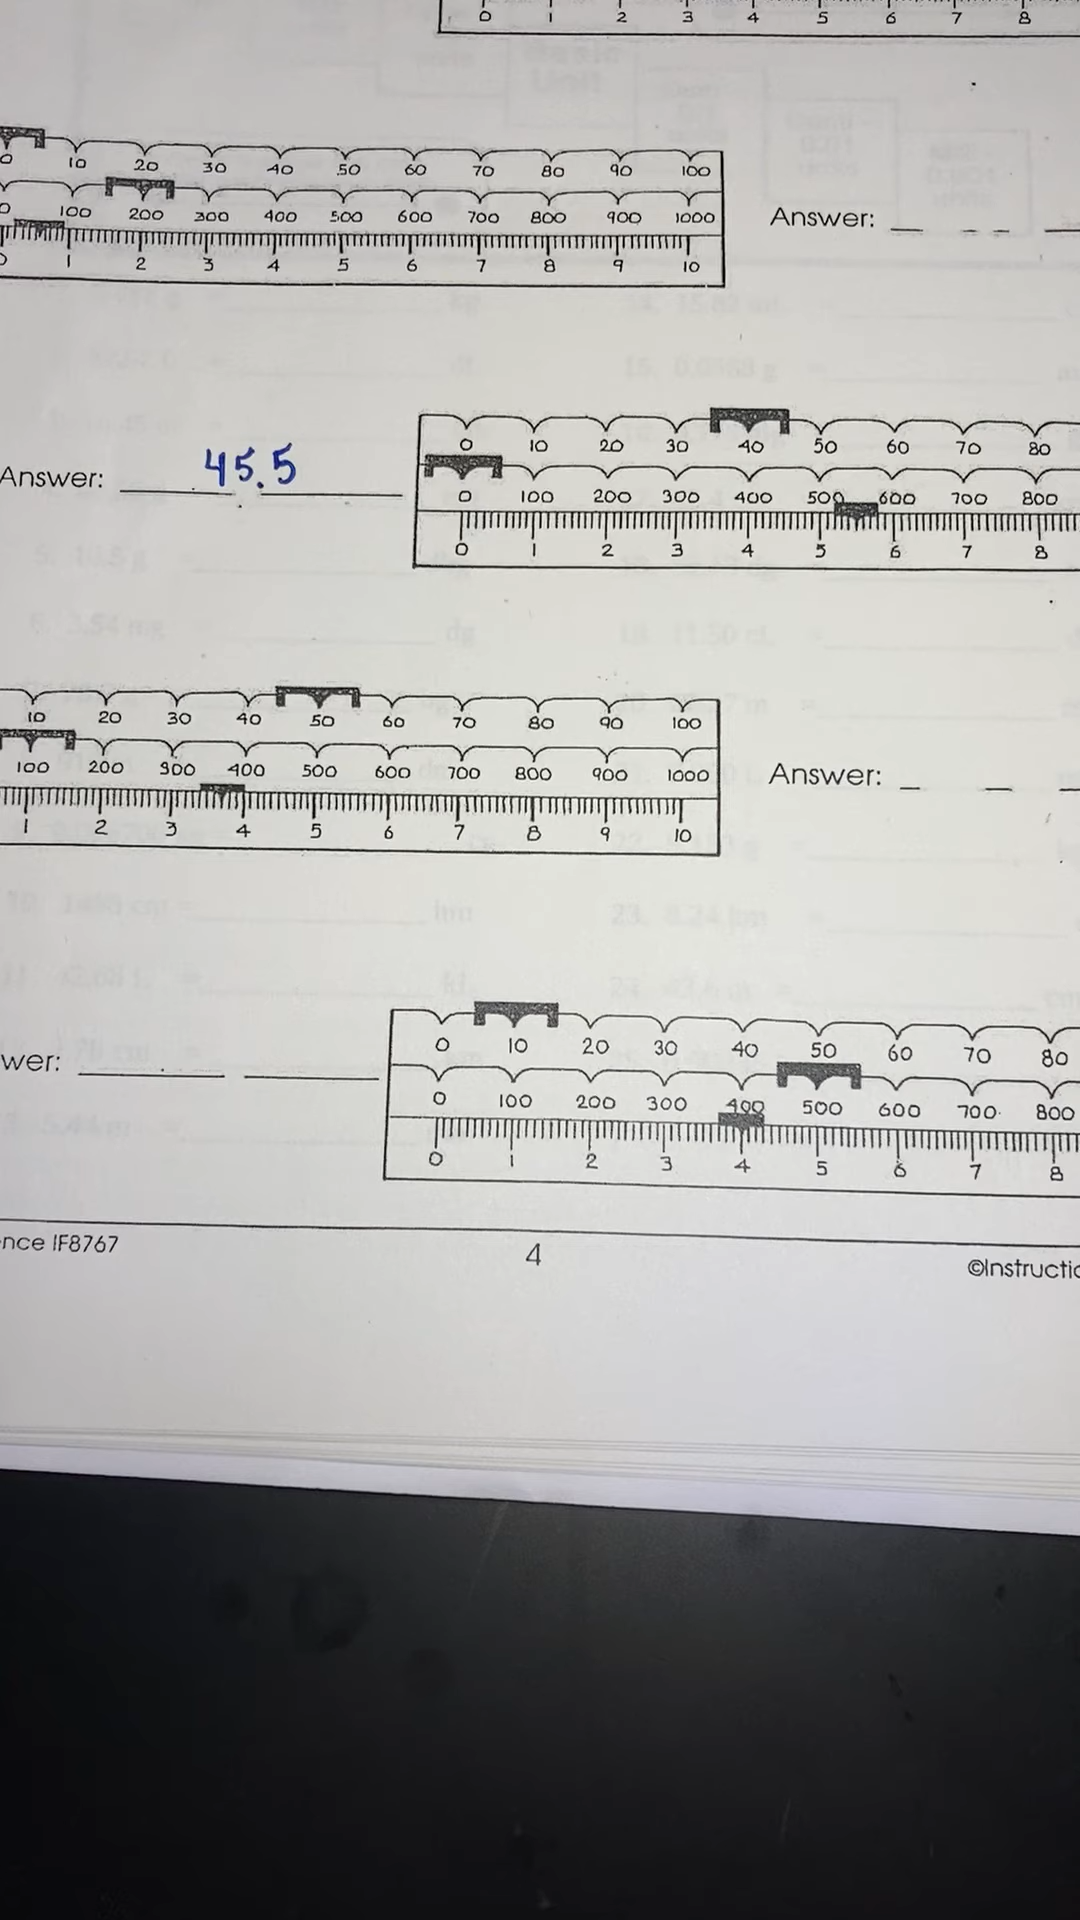 0 1 2 3 4 5 6 7 8
0 10 20 30 40 50 60 70 80 90 100
0 100 200 300 400 500 600 700 800 900 1000
Answer:
0 1 2 3 4 5 6 7 8 9 10
0 10 20 30 40 50 60 70 80
Answer: 45.5
0 100 200 300 400 500 600 700 800
0 1 2 3 4 5 6 7 8
10 20 30 40 50 60 70 80 90 100
100 200 300 400 500 600 700 800 900 1000
Answer:
1 2 3 4 5 6 7 8 9 10
0 10 20 30 40 50 60 70 80
wer:
0 100 200 300 400 500 600 700 800
0 1 2 3 4 5 6 7 8
nce IF8767
4
©Instructic